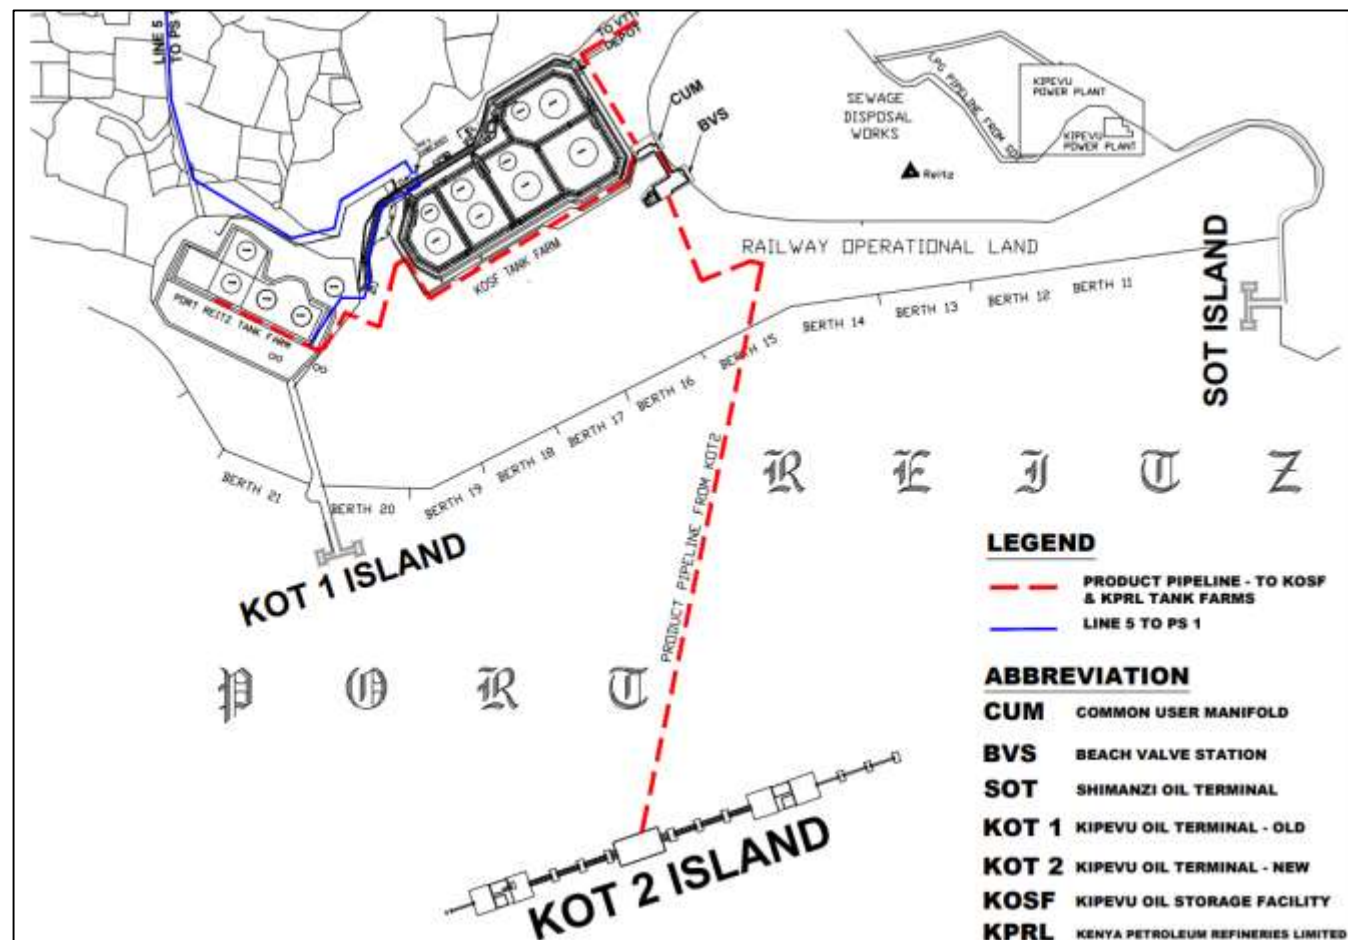 LINE 5
TO PS 1
TO VTTI
DEPOT
CUM
BVS
LPG PIPELINE FROM SOT
KIPEVU
POWER PLANT
SEWAGE
DISPOSAL
WORKS
KIPEVU
POWER PLANT
Reitz
RAILWAY OPERATIONAL LAND
KOSF TANK FARM
PORT REITZ TANK FARM
SOT ISLAND
BERTH 11
BERTH 12
BERTH 13
BERTH 14
BERTH 15
BERTH 16
BERTH 17
BERTH 18
BERTH 19
BERTH 20
BERTH 21
R E I T Z
PRODUCT PIPELINE FROM KOT2
KOT 1 ISLAND
P O R T
KOT 2 ISLAND
LEGEND
PRODUCT PIPELINE - TO KOSF
& KPRL TANK FARMS
LINE 5 TO PS 1
ABBREVIATION
CUM COMMON USER MANIFOLD
BVS BEACH VALVE STATION
SOT SHIMANZI OIL TERMINAL
KOT 1 KIPEVU OIL TERMINAL - OLD
KOT 2 KIPEVU OIL TERMINAL - NEW
KOSF KIPEVU OIL STORAGE FACILITY
KPRL KENYA PETROLEUM REFINERIES LIMITED